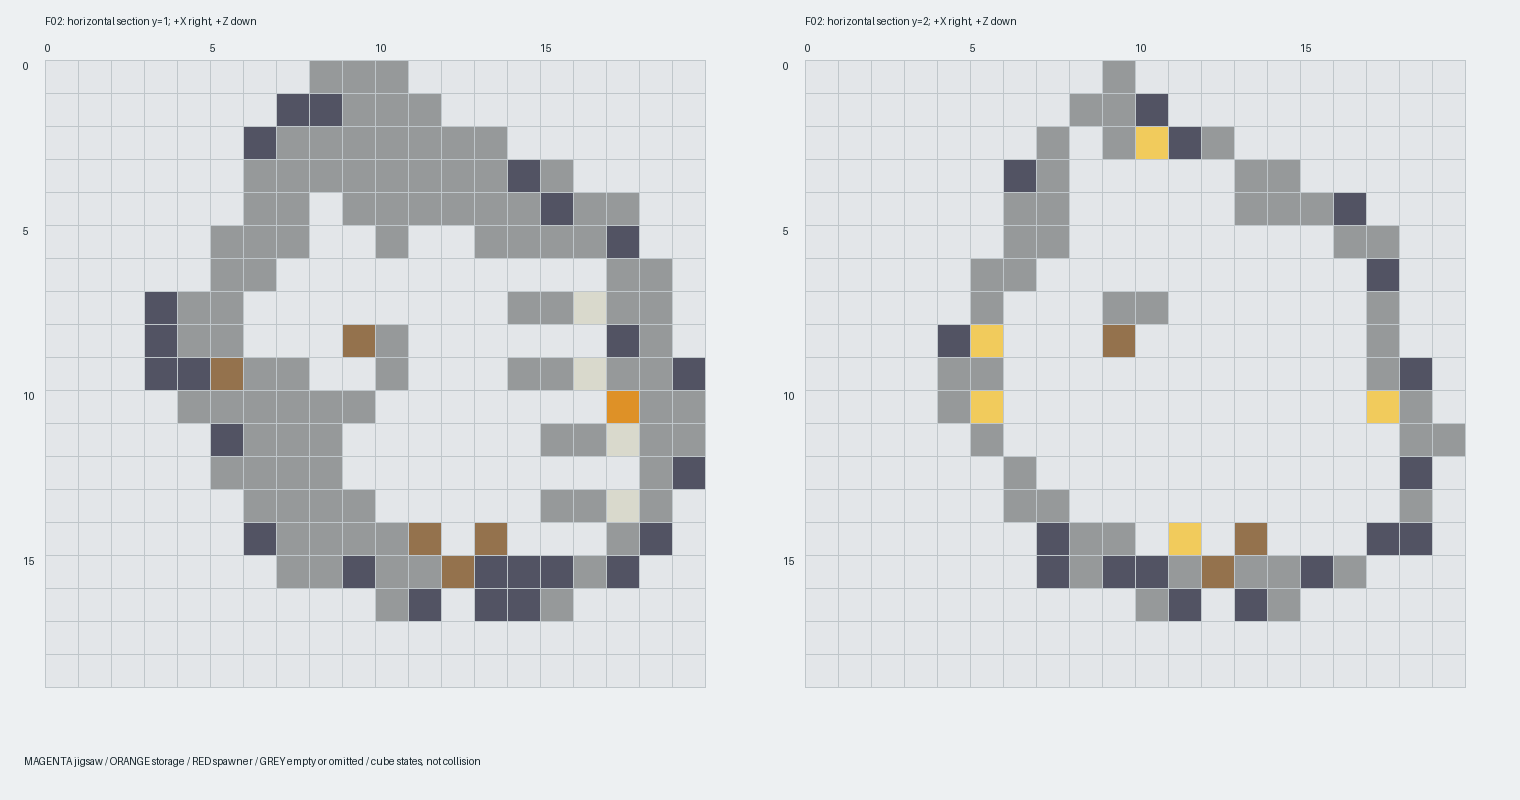 F02: horizontal section y=1; +X right, +Z down
F02: horizontal section y=2; +X right, +Z down
0 5 10 15
0 5 10 15
0
0
5
5
10
10
15
15
MAGENTA jigsaw / ORANGE storage / RED spawner / GREY empty or omitted / cube states, not collision